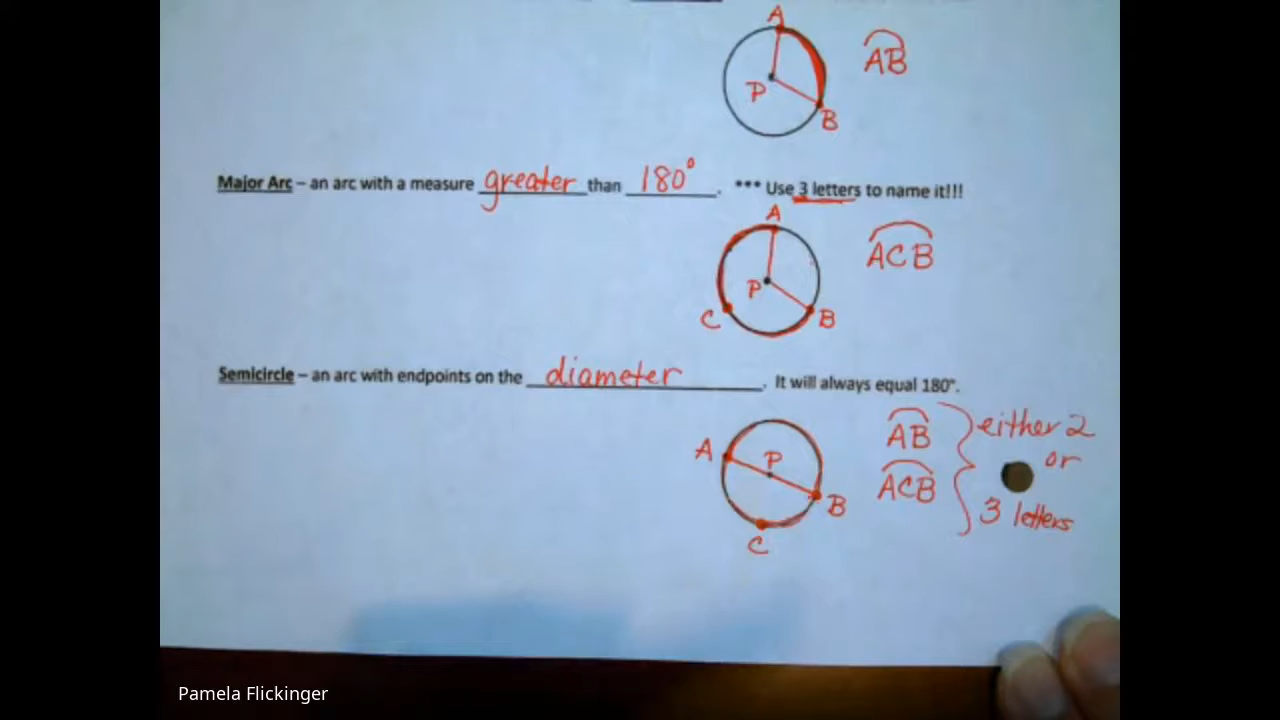 A
P
B
AB
Major Arc – an arc with a measure greater than 180°. *** Use 3 letters to name it!!!
A
P
C
B
ACB
Semicircle – an arc with endpoints on the diameter. It will always equal 180°.
A
P
B
C
AB
ACB
either 2
or
3 letters
Pamela Flickinger